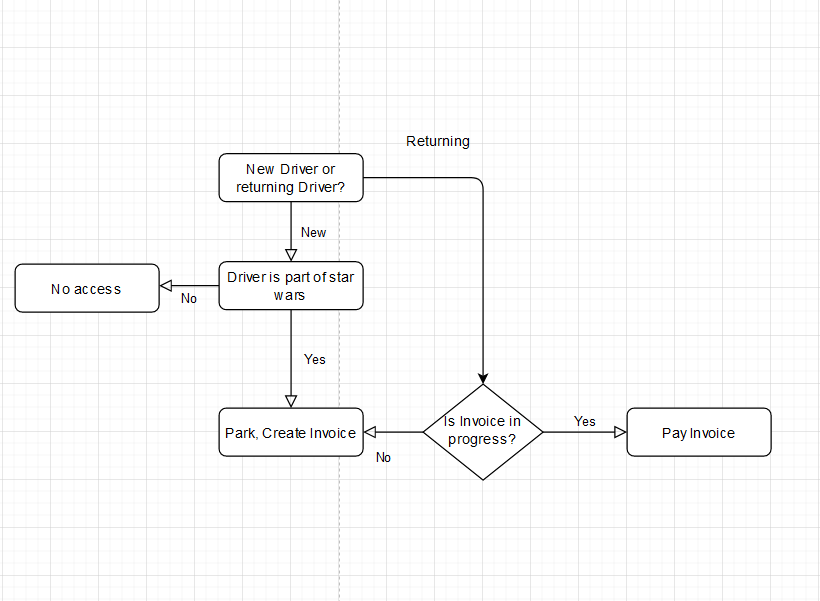 Returning
New Driver or
returning Driver?
New
Driver is part of star
wars
No access
No
Yes
Park, Create Invoice
No
Is Invoice in
progress?
Yes
Pay Invoice